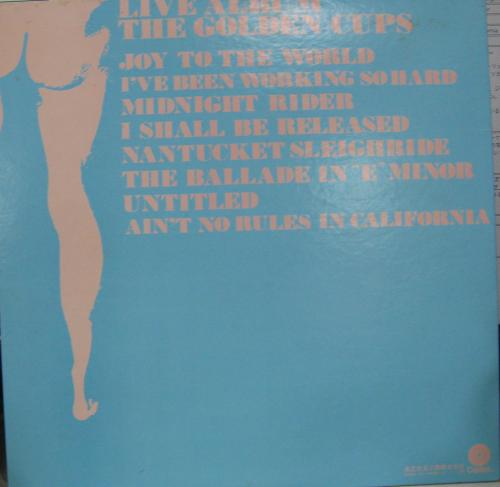 LIVE ALBUM
THE GOLDEN CUPS
JOY TO THE WORLD
I'VE BEEN WORKING SO HARD
MIDNIGHT RIDER
I SHALL BE RELEASED
NANTUCKET SLEIGHRIDE
THE BALLADE IN "E" MINOR
UNTITLED
AIN'T NO RULES IN CALIFORNIA
Capitol